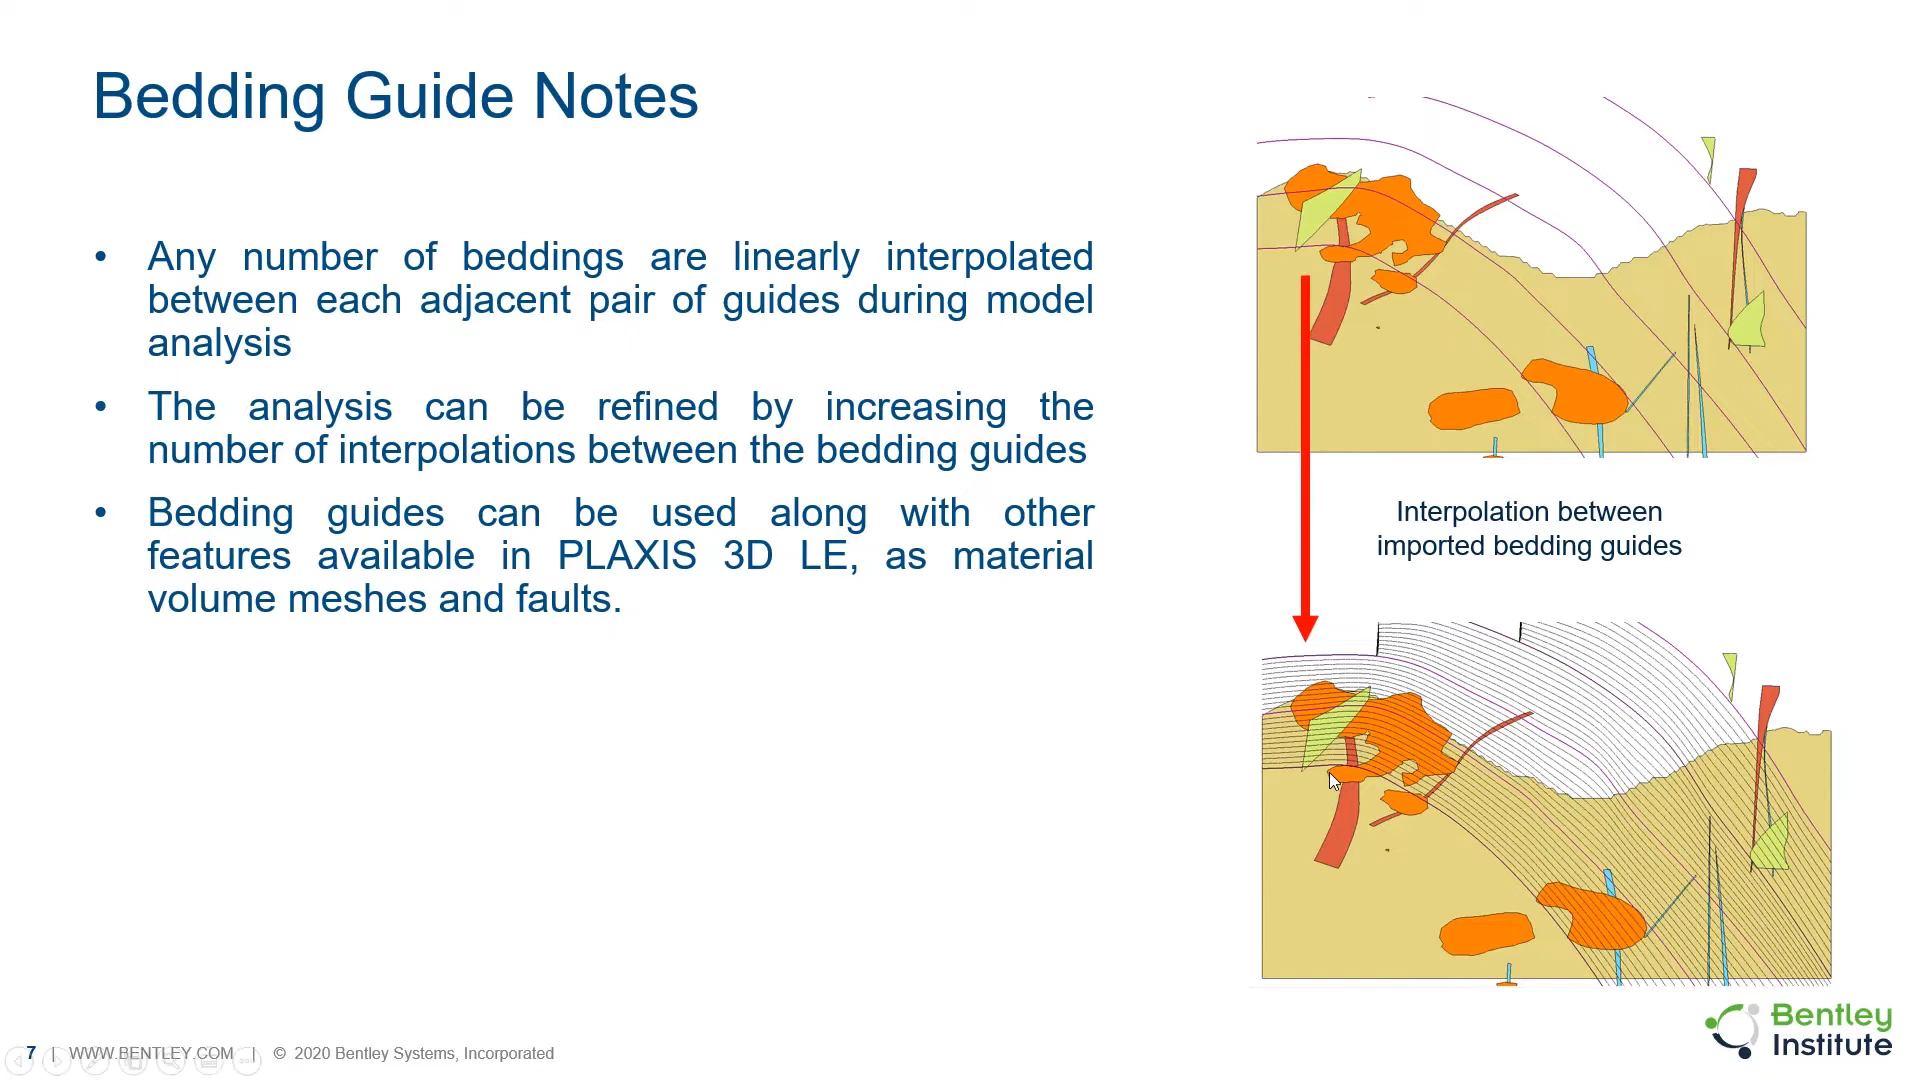 Bedding Guide Notes
• Any number of beddings are linearly interpolated
between each adjacent pair of guides during model
analysis
• The analysis can be refined by increasing the
number of interpolations between the bedding guides
• Bedding guides can be used along with other
features available in PLAXIS 3D LE, as material
volume meshes and faults.
Interpolation between
imported bedding guides
7 | WWW.BENTLEY.COM | © 2020 Bentley Systems, Incorporated
Bentley
Institute